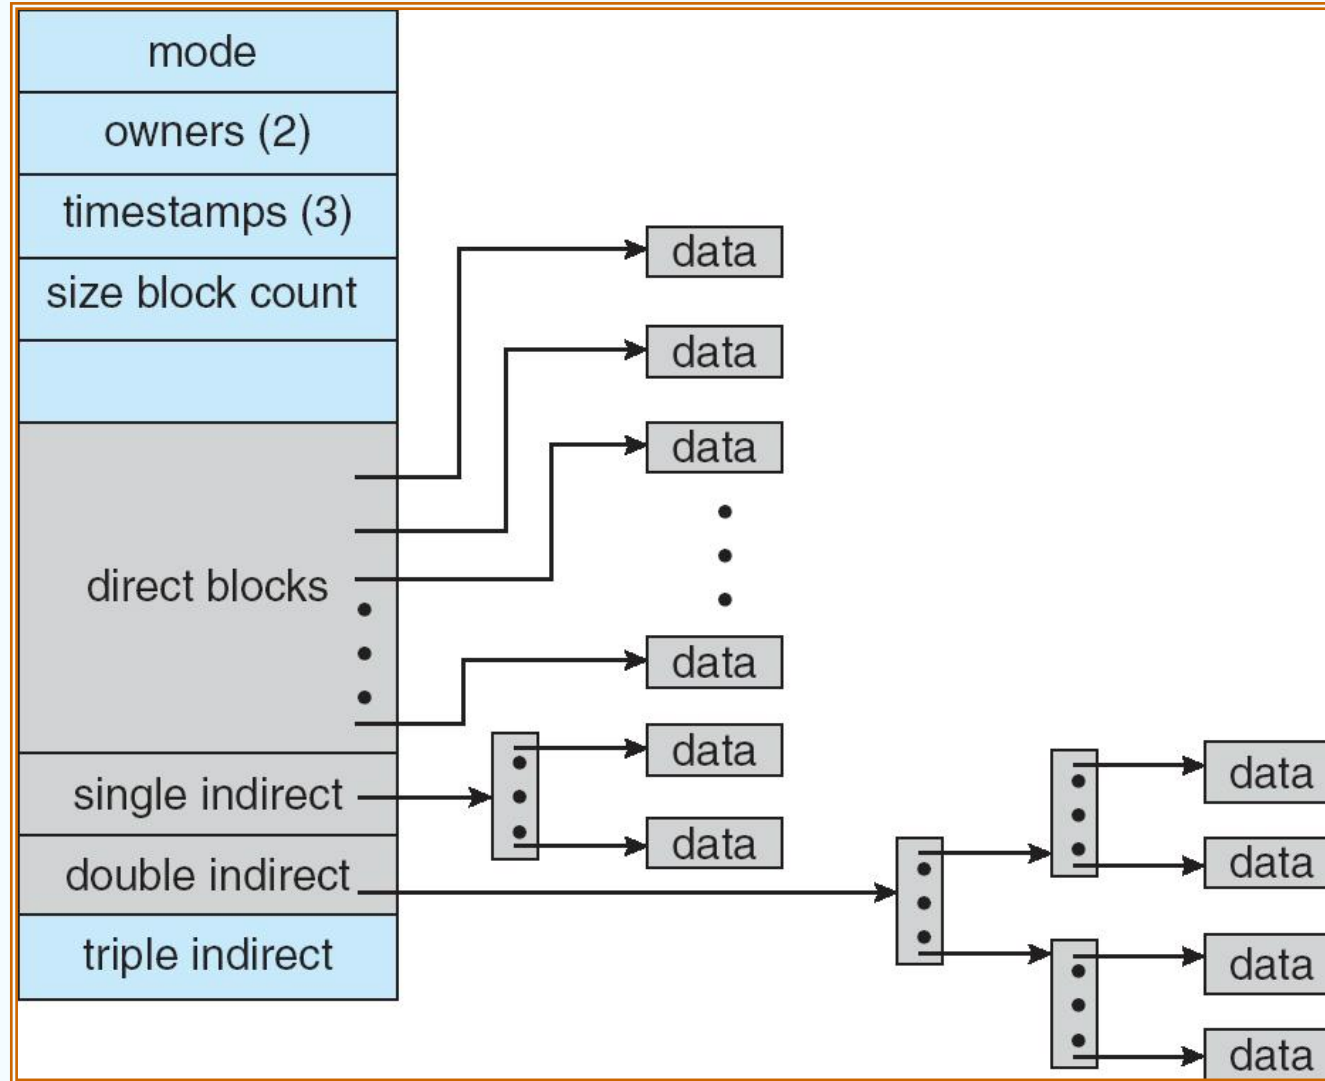 mode
owners (2)
timestamps (3)
size block count
direct blocks
single indirect
double indirect
triple indirect
data
data
data
data
data
data
data
data
data
data